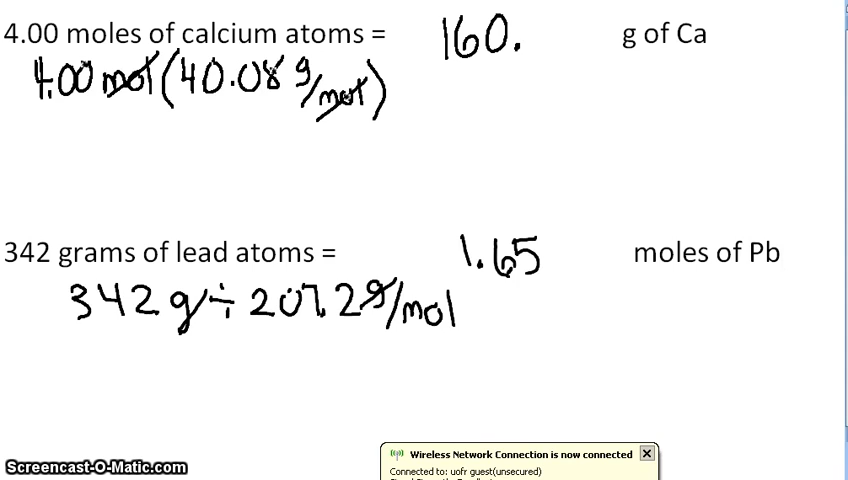 4.00 moles of calcium atoms = 160. g of Ca
4.00 mol (40.08 g/mol)
342 grams of lead atoms = 1.65 moles of Pb
342 g ÷ 207.2 g/mol
Wireless Network Connection is now connected
Screencast-O-Matic.com
Connected to: uofr guest(unsecured)